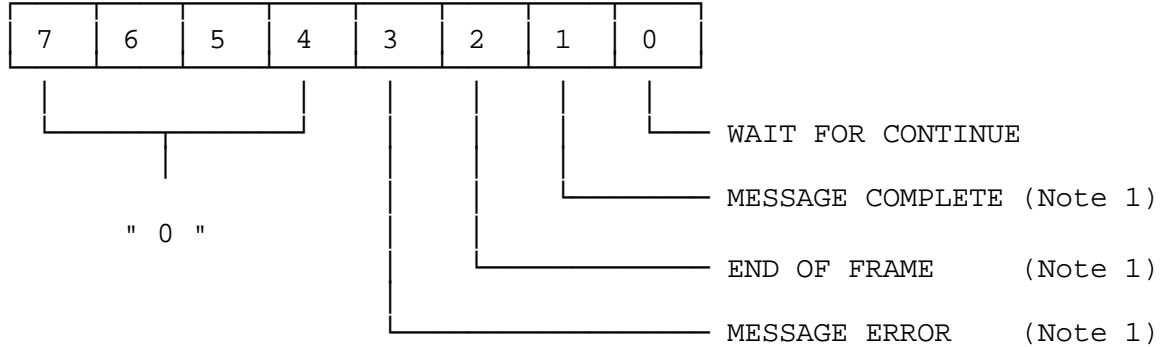 7 6 5 4 3 2 1 0
WAIT FOR CONTINUE
MESSAGE COMPLETE (Note 1)
" 0 "
END OF FRAME (Note 1)
MESSAGE ERROR (Note 1)